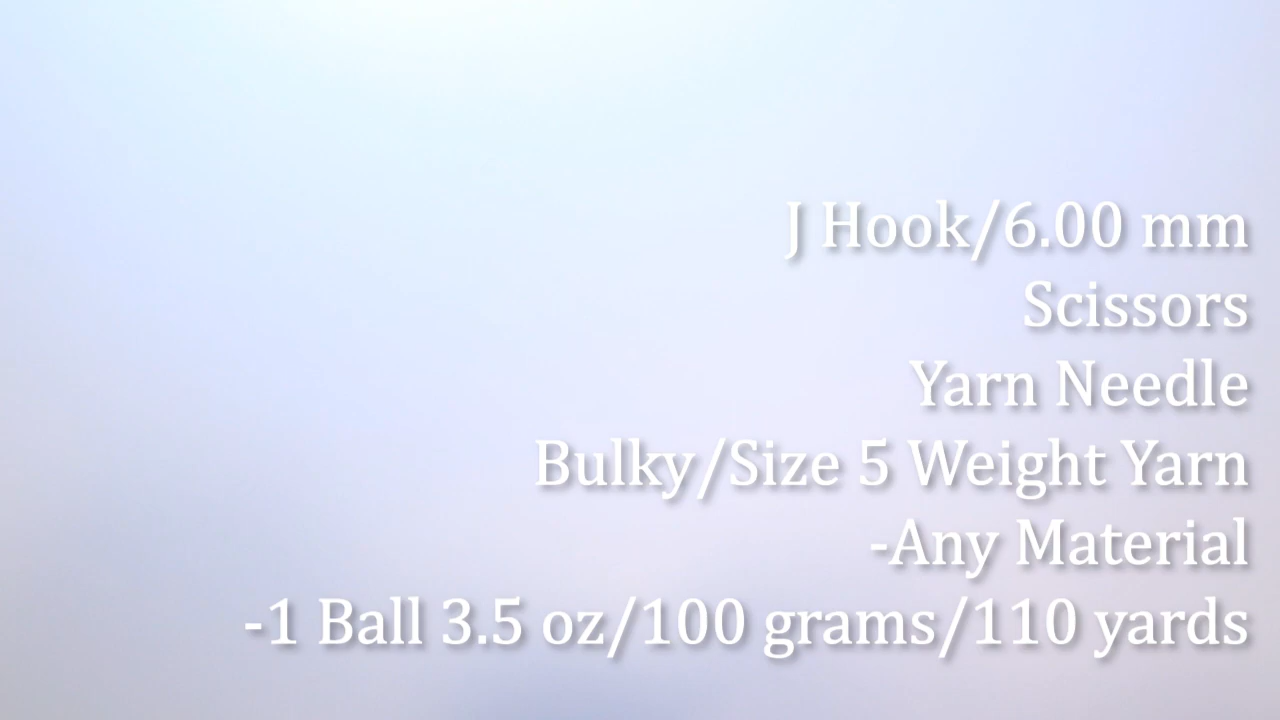 J Hook/6.00 mm
Scissors
Yarn Needle
Bulky/Size 5 Weight Yarn
-Any Material
-1 Ball 3.5 oz/100 grams/110 yards